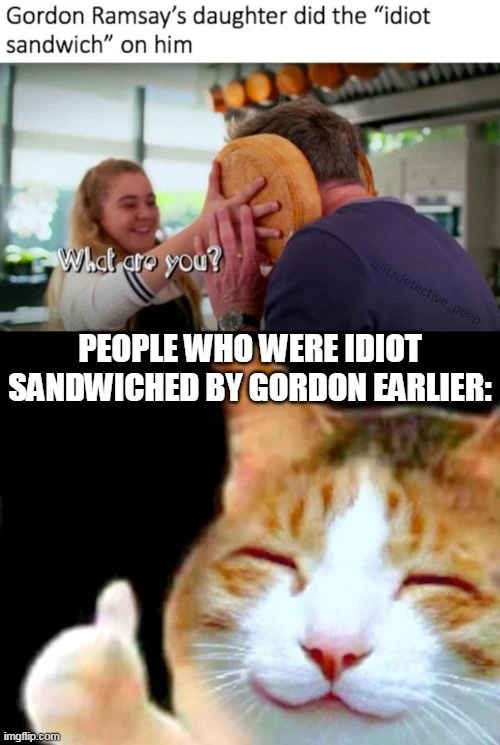 Gordon Ramsay’s daughter did the “idiot
sandwich” on him
What are you?
u/itzdetective_peep
PEOPLE WHO WERE IDIOT
SANDWICHED BY GORDON EARLIER:
imgflip.com